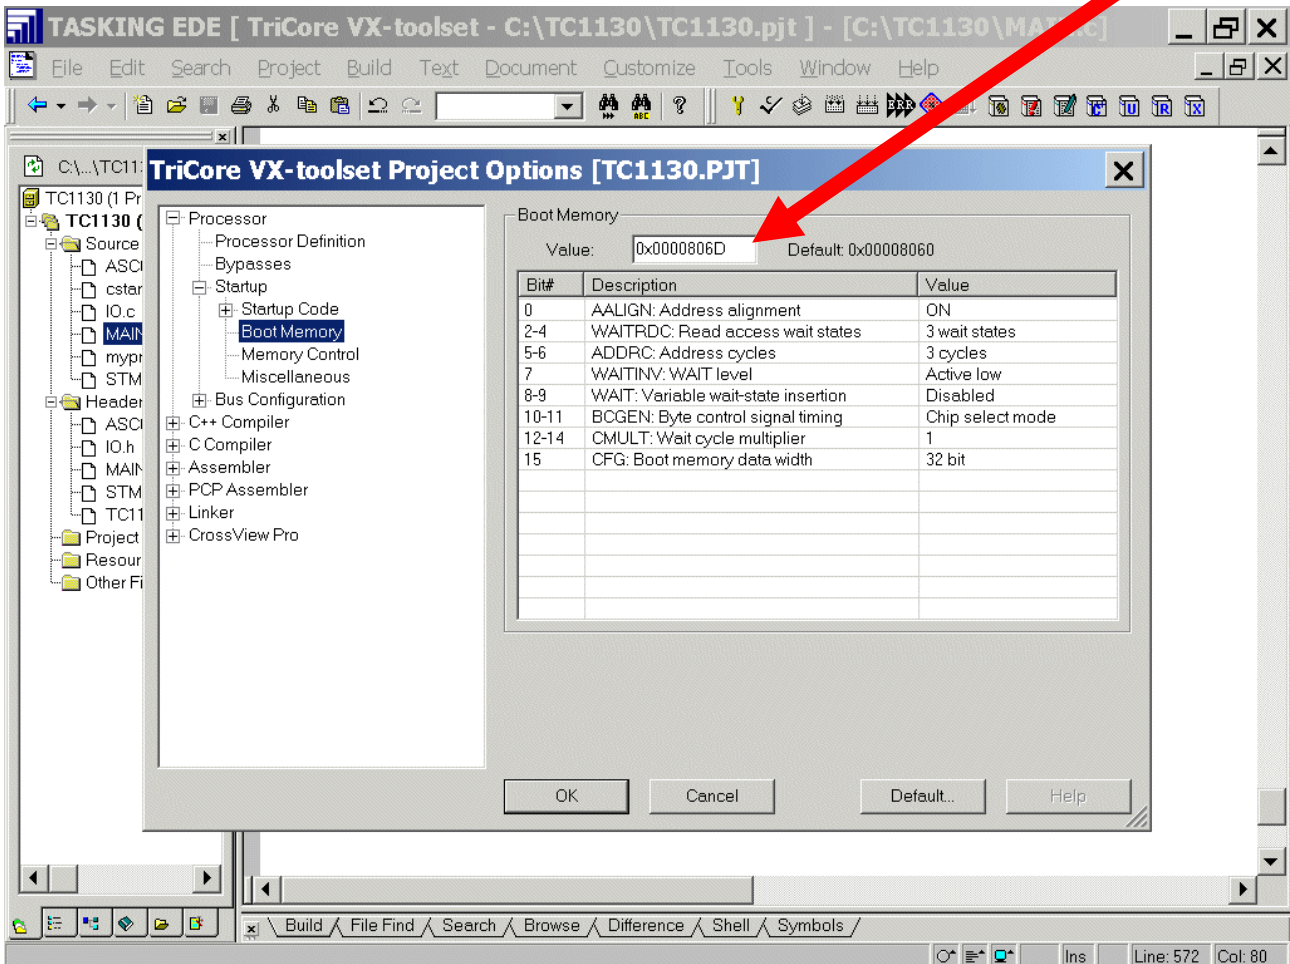 TASKING EDE [ TriCore VX-toolset - C:\TC1130\TC1130.pjt ] - [C:\TC1130\MAIN.c]
File Edit Search Project Build Text Document Customize Tools Window Help
C:\...\TC11
TriCore VX-toolset Project Options [TC1130.PJT]
TC1130 (1 Pr
TC1130 (
Source
ASCI
cstar
IO.c
MAIN
mypr
STM
Header
ASCI
IO.h
MAIN
STM
TC11
Project
Resour
Other Fi
Processor
Processor Definition
Bypasses
Startup
Startup Code
Boot Memory
Memory Control
Miscellaneous
Bus Configuration
C++ Compiler
C Compiler
Assembler
PCP Assembler
Linker
CrossView Pro
Boot Memory
Value: 0x0000806D Default: 0x00008060
Bit# Description Value
0 AALIGN: Address alignment ON
2-4 WAITRDC: Read access wait states 3 wait states
5-6 ADDRC: Address cycles 3 cycles
7 WAITINV: WAIT level Active low
8-9 WAIT: Variable wait-state insertion Disabled
10-11 BCGEN: Byte control signal timing Chip select mode
12-14 CMULT: Wait cycle multiplier 1
15 CFG: Boot memory data width 32 bit
OK Cancel Default... Help
Build File Find Search Browse Difference Shell Symbols
Ins Line: 572 Col: 80